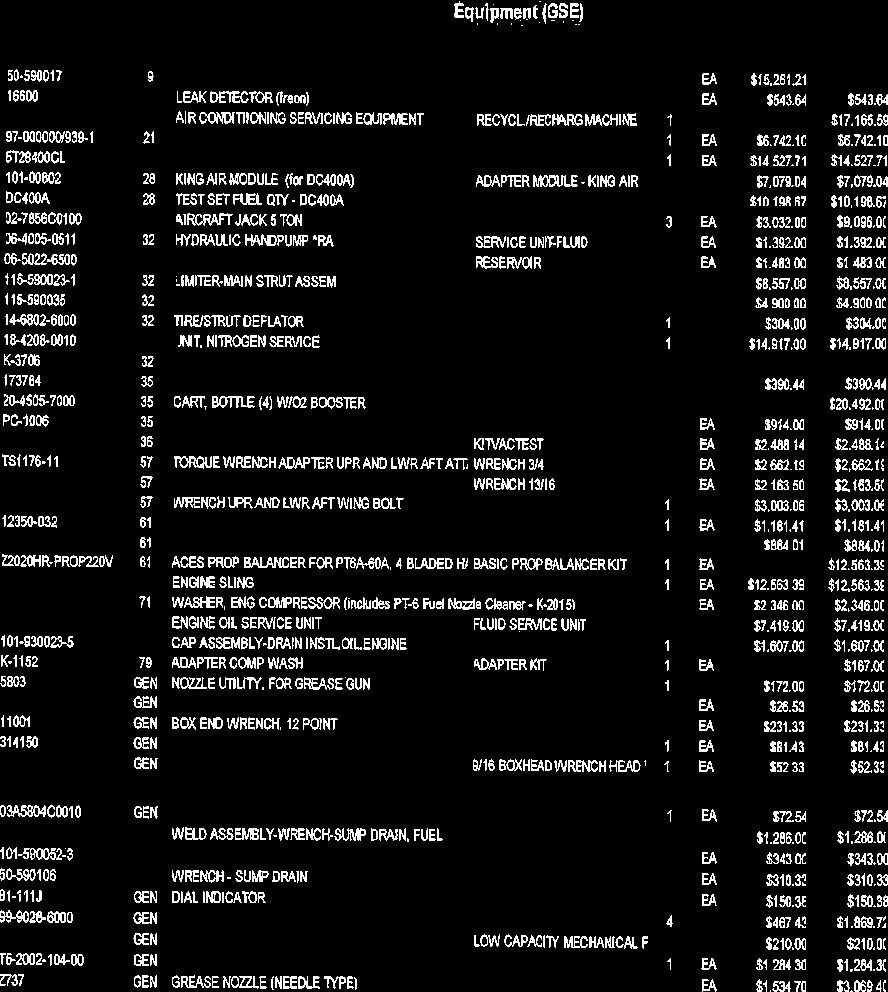 Equipment (GSE)
50-590017 9 EA $15,261.21
16600 LEAK DETECTOR (freon) EA $543.64 $543.64
AIR CONDITIONING SERVICING EQUIPMENT RECYCL./RECHARG MACHINE 1 $17,165.59
97-000000/939-1 21 1 EA $6,742.10 $6,742.10
5T28400CL 1 EA $14,527.71 $14,527.71
101-00802 28 KING AIR MODULE (for DC400A) ADAPTER MODULE - KING AIR $7,079.04 $7,079.04
DC400A 28 TEST SET FUEL QTY - DC400A $10,198.67 $10,198.67
02-7856C0100 AIRCRAFT JACK 5 TON 3 EA $3,032.00 $9,096.00
06-4005-0511 32 HYDRAULIC HANDPUMP *RA SERVICE UNIT-FLUID EA $1,392.00 $1,392.00
06-5022-6500 RESERVOIR EA $1,483.00 $1,483.00
115-590023-1 32 LIMITER-MAIN STRUT ASSEM $8,557.00 $8,557.00
115-590035 32 $4,900.00 $4,900.00
14-6802-6000 32 TIRE/STRUT DEFLATOR 1 $304.00 $304.00
18-4208-0010 UNIT, NITROGEN SERVICE 1 $14,917.00 $14,917.00
K-3706 32
173764 35 $390.44 $390.44
20-4505-7000 35 CART, BOTTLE (4) W/O2 BOOSTER $20,492.00
PC-1006 35 EA $914.00 $914.00
36 KITVACTEST EA $2,488.14 $2,488.14
TS1176-11 57 TORQUE WRENCH ADAPTER UPR AND LWR AFT ATT WRENCH 3/4 EA $2,662.19 $2,662.19
57 WRENCH 13/16 EA $2,163.50 $2,163.50
57 WRENCH UPR AND LWR AFT WING BOLT 1 $3,003.06 $3,003.06
12350-032 61 1 EA $1,181.41 $1,181.41
61 $884.01 $884.01
Z2020HR-PROP220V 61 ACES PROP BALANCER FOR PT6A-60A, 4 BLADED HA BASIC PROP BALANCER KIT 1 EA $12,563.39
ENGINE SLING 1 EA $12,563.39 $12,563.39
71 WASHER, ENG COMPRESSOR (includes PT-6 Fuel Nozzle Cleaner - K-2015) EA $2,346.00 $2,346.00
ENGINE OIL SERVICE UNIT FLUID SERVICE UNIT $7,419.00 $7,419.00
101-930023-5 CAP ASSEMBLY-DRAIN INSTL,OIL,ENGINE 1 $1,607.00 $1,607.00
K-1152 79 ADAPTER COMP WASH ADAPTER KIT 1 EA $167.00
5803 GEN NOZZLE UTILITY, FOR GREASE GUN 1 $172.00 $172.00
GEN EA $26.53 $26.53
11001 GEN BOX END WRENCH, 12 POINT EA $231.33 $231.33
314150 GEN 1 EA $81.43 $81.43
GEN 9/16 BOXHEAD WRENCH HEAD 1 EA $52.33 $52.33
03A5804C0010 GEN 1 EA $72.54 $72.54
WELD ASSEMBLY-WRENCH-SUMP DRAIN, FUEL $1,286.00 $1,286.00
101-590052-3 EA $343.00 $343.00
50-590106 WRENCH - SUMP DRAIN EA $310.33 $310.33
81-111J GEN DIAL INDICATOR EA $150.38 $150.38
99-9028-6000 GEN 4 $467.43 $1,869.72
GEN LOW CAPACITY MECHANICAL F $210.00 $210.00
T6-2002-104-00 GEN 1 EA $1,284.30 $1,284.30
Z737 GEN GREASE NOZZLE (NEEDLE TYPE) EA $1,534.70 $3,069.40